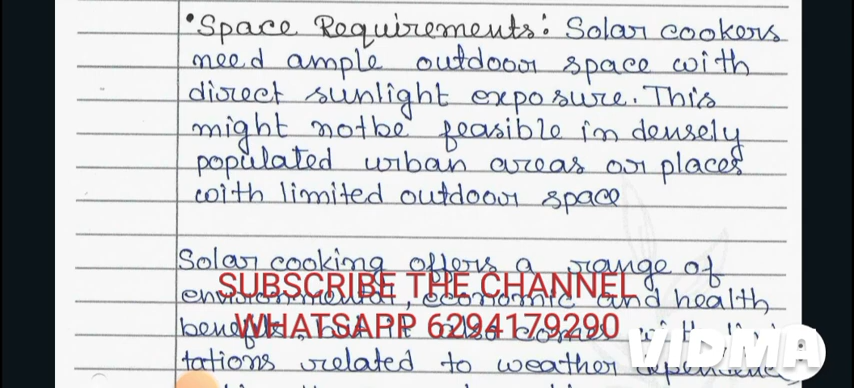 •Space Requirements: Solar cookers
need ample outdoor space with
direct sunlight exposure. This
might notbe feasible in densely
populated urban areas or places
with limited outdoor space
Solar cooking offers a range of
environmental, economic and health
SUBSCRIBE THE CHANNEL
WHATSAPP 6294179290
tations related to weather
VIDMA